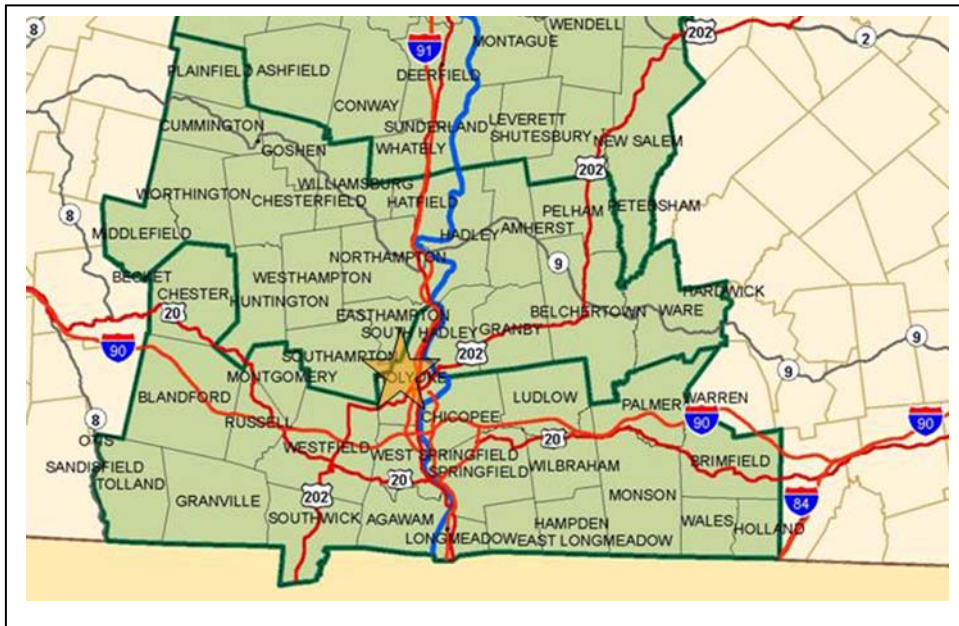 WENDELL
202
8
2
MONTAGUE
91
DEERFIELD
PLAINFIELD ASHFIELD
CONWAY
LEVERETT
CUMMINGTON
SUNDERLAND
SHUTESBURY
NEW SALEM
GOSHEN
WHATELY
202
WILLIAMSBURG
WORTHINGTON
CHESTERFIELD
HATFIELD
PETERSHAM
8
PELHAM
AMHERST
MIDDLEFIELD
HADLEY
NORTHAMPTON
9
BECKET
WESTHAMPTON
HARDWICK
CHESTER
HUNTINGTON
20
EASTHAMPTON
BELCHERTOWN
WARE
SOUTH HADLEY
GRANBY
9
90
SOUTHAMPTON
202
9
MONTGOMERY
HOLYOKE
BLANDFORD
LUDLOW
WARREN
PALMER
8
RUSSELL
CHICOPEE
90
90
OTIS
WESTFIELD
20
WEST SPRINGFIELD
BRIMFIELD
SANDISFIELD
SPRINGFIELD
WILBRAHAM
TOLLAND
20
GRANVILLE
202
MONSON
84
SOUTHWICK
AGAWAM
HAMPDEN
WALES
HOLLAND
LONGMEADOW
EAST LONGMEADOW